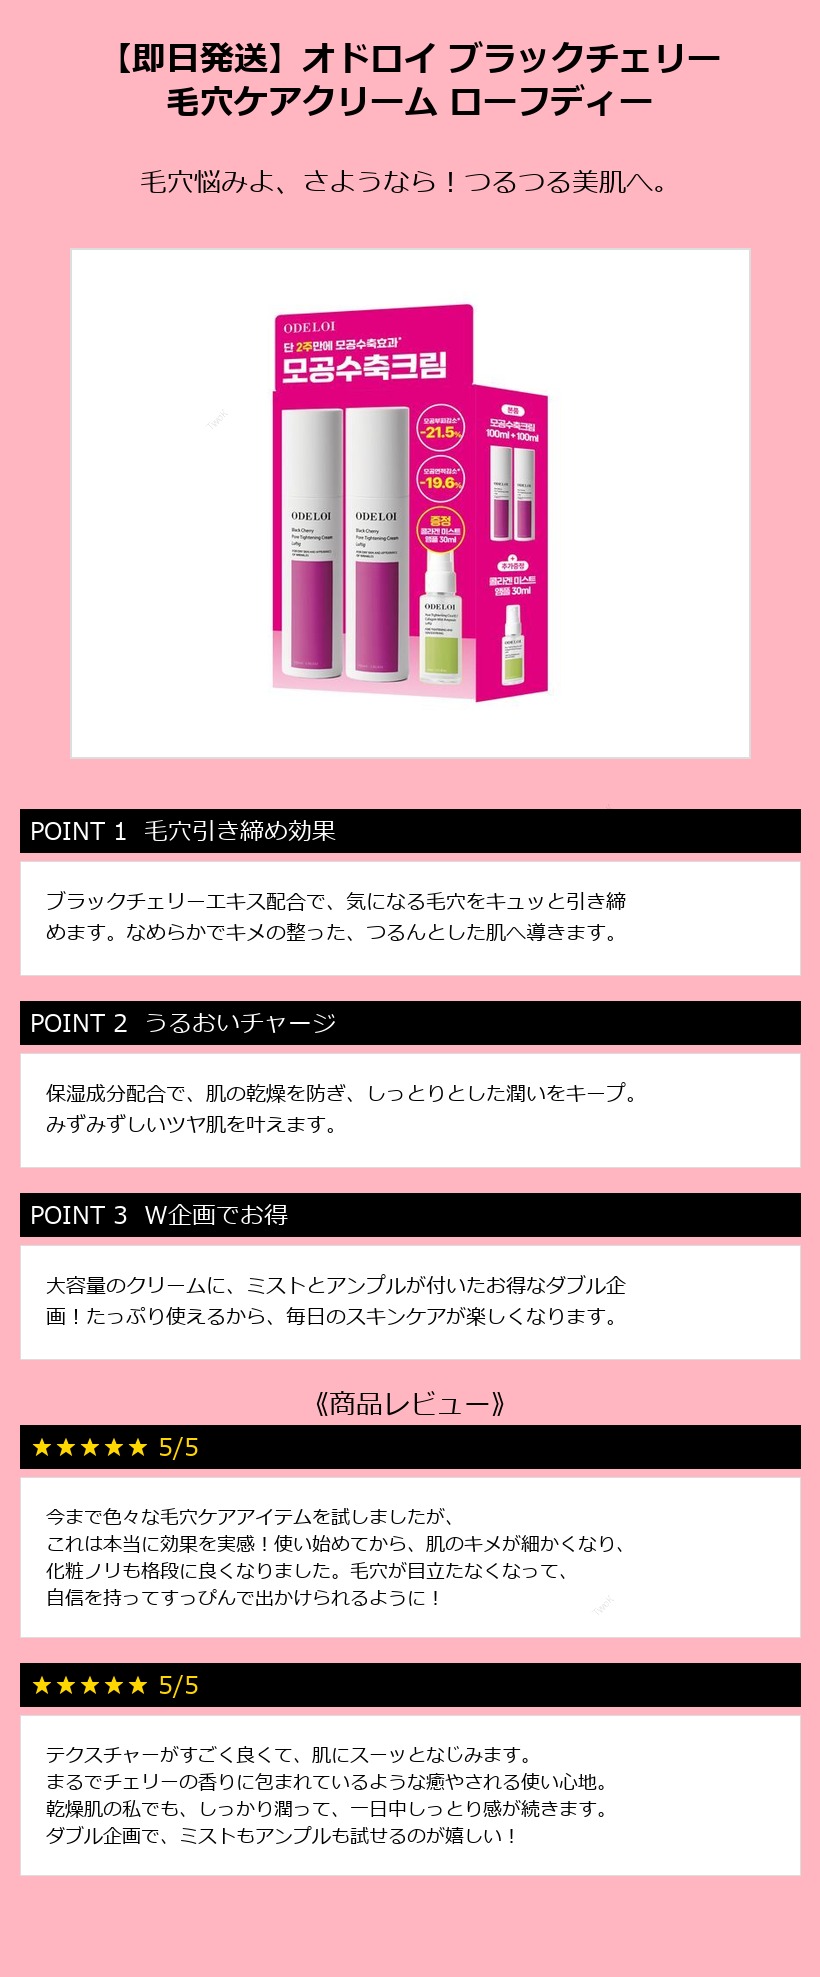 【即日発送】オドロイ ブラックチェリー
毛穴ケアクリーム ローフディー
毛穴悩みよ、さようなら！つるつる美肌へ。
ODELOI
단 2주만에 모공수축효과*
모공수축크림
모공부피감소*
-21.5%
모공면적감소*
-19.6%
증정
콜라겐 미스트
앰플 30ml
ODELOI
Black Cherry
Pore Tightening Cream
Loftig
ODELOI
Black Cherry
Pore Tightening Cream
Loftig
ODELOI
본품
모공수축크림
100ml + 100ml
ODELOI
ODELOI
+
추가증정
콜라겐 미스트
앰플 30ml
ODELOI
POINT 1 毛穴引き締め効果
ブラックチェリーエキス配合で、気になる毛穴をキュッと引き締
めます。なめらかでキメの整った、つるんとした肌へ導きます。
POINT 2 うるおいチャージ
保湿成分配合で、肌の乾燥を防ぎ、しっとりとした潤いをキープ。
みずみずしいツヤ肌を叶えます。
POINT 3 W企画でお得
大容量のクリームに、ミストとアンプルが付いたお得なダブル企
画！たっぷり使えるから、毎日のスキンケアが楽しくなります。
《商品レビュー》
★★★★★ 5/5
今まで色々な毛穴ケアアイテムを試しましたが、
これは本当に効果を実感！使い始めてから、肌のキメが細かくなり、
化粧ノリも格段に良くなりました。毛穴が目立たなくなって、
自信を持ってすっぴんで出かけられるように！
★★★★★ 5/5
テクスチャーがすごく良くて、肌にスーッとなじみます。
まるでチェリーの香りに包まれているような癒やされる使い心地。
乾燥肌の私でも、しっかり潤って、一日中しっとり感が続きます。
ダブル企画で、ミストもアンプルも試せるのが嬉しい！